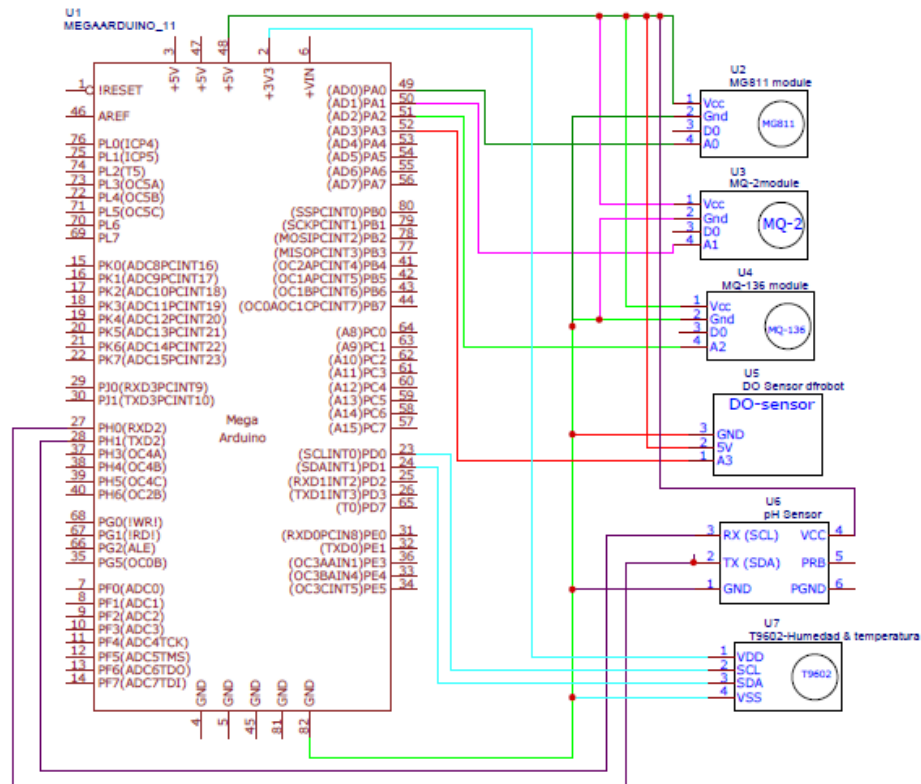 U1
MEGAARDUINO_11
3 +5V
47 +5V
48 +5V
2 +3V3
6 +VIN
1 !RESET
46 AREF
76 PL0(ICP4)
75 PL1(ICP5)
74 PL2(T5)
73 PL3(OC5A)
72 PL4(OC5B)
71 PL5(OC5C)
70 PL6
69 PL7
15 PK0(ADC8PCINT16)
16 PK1(ADC9PCINT17)
17 PK2(ADC10PCINT18)
18 PK3(ADC11PCINT19)
19 PK4(ADC12PCINT20)
20 PK5(ADC13PCINT21)
21 PK6(ADC14PCINT22)
22 PK7(ADC15PCINT23)
29 PJ0(RXD3PCINT9)
30 PJ1(TXD3PCINT10)
27 PH0(RXD2)
28 PH1(TXD2)
37 PH3(OC4A)
38 PH4(OC4B)
39 PH5(OC4C)
40 PH6(OC2B)
68 PG0(!WR!)
67 PG1(!RD!)
66 PG2(ALE)
35 PG5(OC0B)
7 PF0(ADC0)
8 PF1(ADC1)
9 PF2(ADC2)
10 PF3(ADC3)
11 PF4(ADC4TCK)
12 PF5(ADC5TMS)
13 PF6(ADC6TDO)
14 PF7(ADC7TDI)
Mega
Arduino
(AD0)PA0 49
(AD1)PA1 50
(AD2)PA2 51
(AD3)PA3 52
(AD4)PA4 53
(AD5)PA5 54
(AD6)PA6 55
(AD7)PA7 56
(SSPCINT0)PB0 80
(SCKPCINT1)PB1 79
(MOSIPCINT2)PB2 78
(MISOPCINT3)PB3 77
(OC2APCINT4)PB4 41
(OC1APCINT5)PB5 42
(OC1BPCINT6)PB6 43
(OC0AOC1CPCINT7)PB7 44
(A8)PC0 64
(A9)PC1 63
(A10)PC2 62
(A11)PC3 61
(A12)PC4 60
(A13)PC5 59
(A14)PC6 58
(A15)PC7 57
(SCLINT0)PD0 23
(SDAINT1)PD1 24
(RXD1INT2)PD2 25
(TXD1INT3)PD3 26
(T0)PD7 65
(RXD0PCIN8)PE0 31
(TXD0)PE1 32
(OC3AAIN1)PE3 36
(OC3BAIN4)PE4 33
(OC3CINT5)PE5 34
GND 4
GND 5
GND 45
GND 81
GND 82
U2
MG811 module
1 Vcc
2 Gnd
3 D0
4 A0
MG811
U3
MQ-2module
1 Vcc
2 Gnd
3 D0
4 A1
MQ-2
U4
MQ-136 module
1 Vcc
2 Gnd
3 D0
4 A2
MQ-136
U5
DO Sensor dfrobot
DO-sensor
3 GND
2 5V
1 A3
U6
pH Sensor
3 RX (SCL) VCC 4
2 TX (SDA) PRB 5
1 GND PGND 6
U7
T9602-Humedad & temperatura
1 VDD
2 SCL
3 SDA
4 VSS
T9602